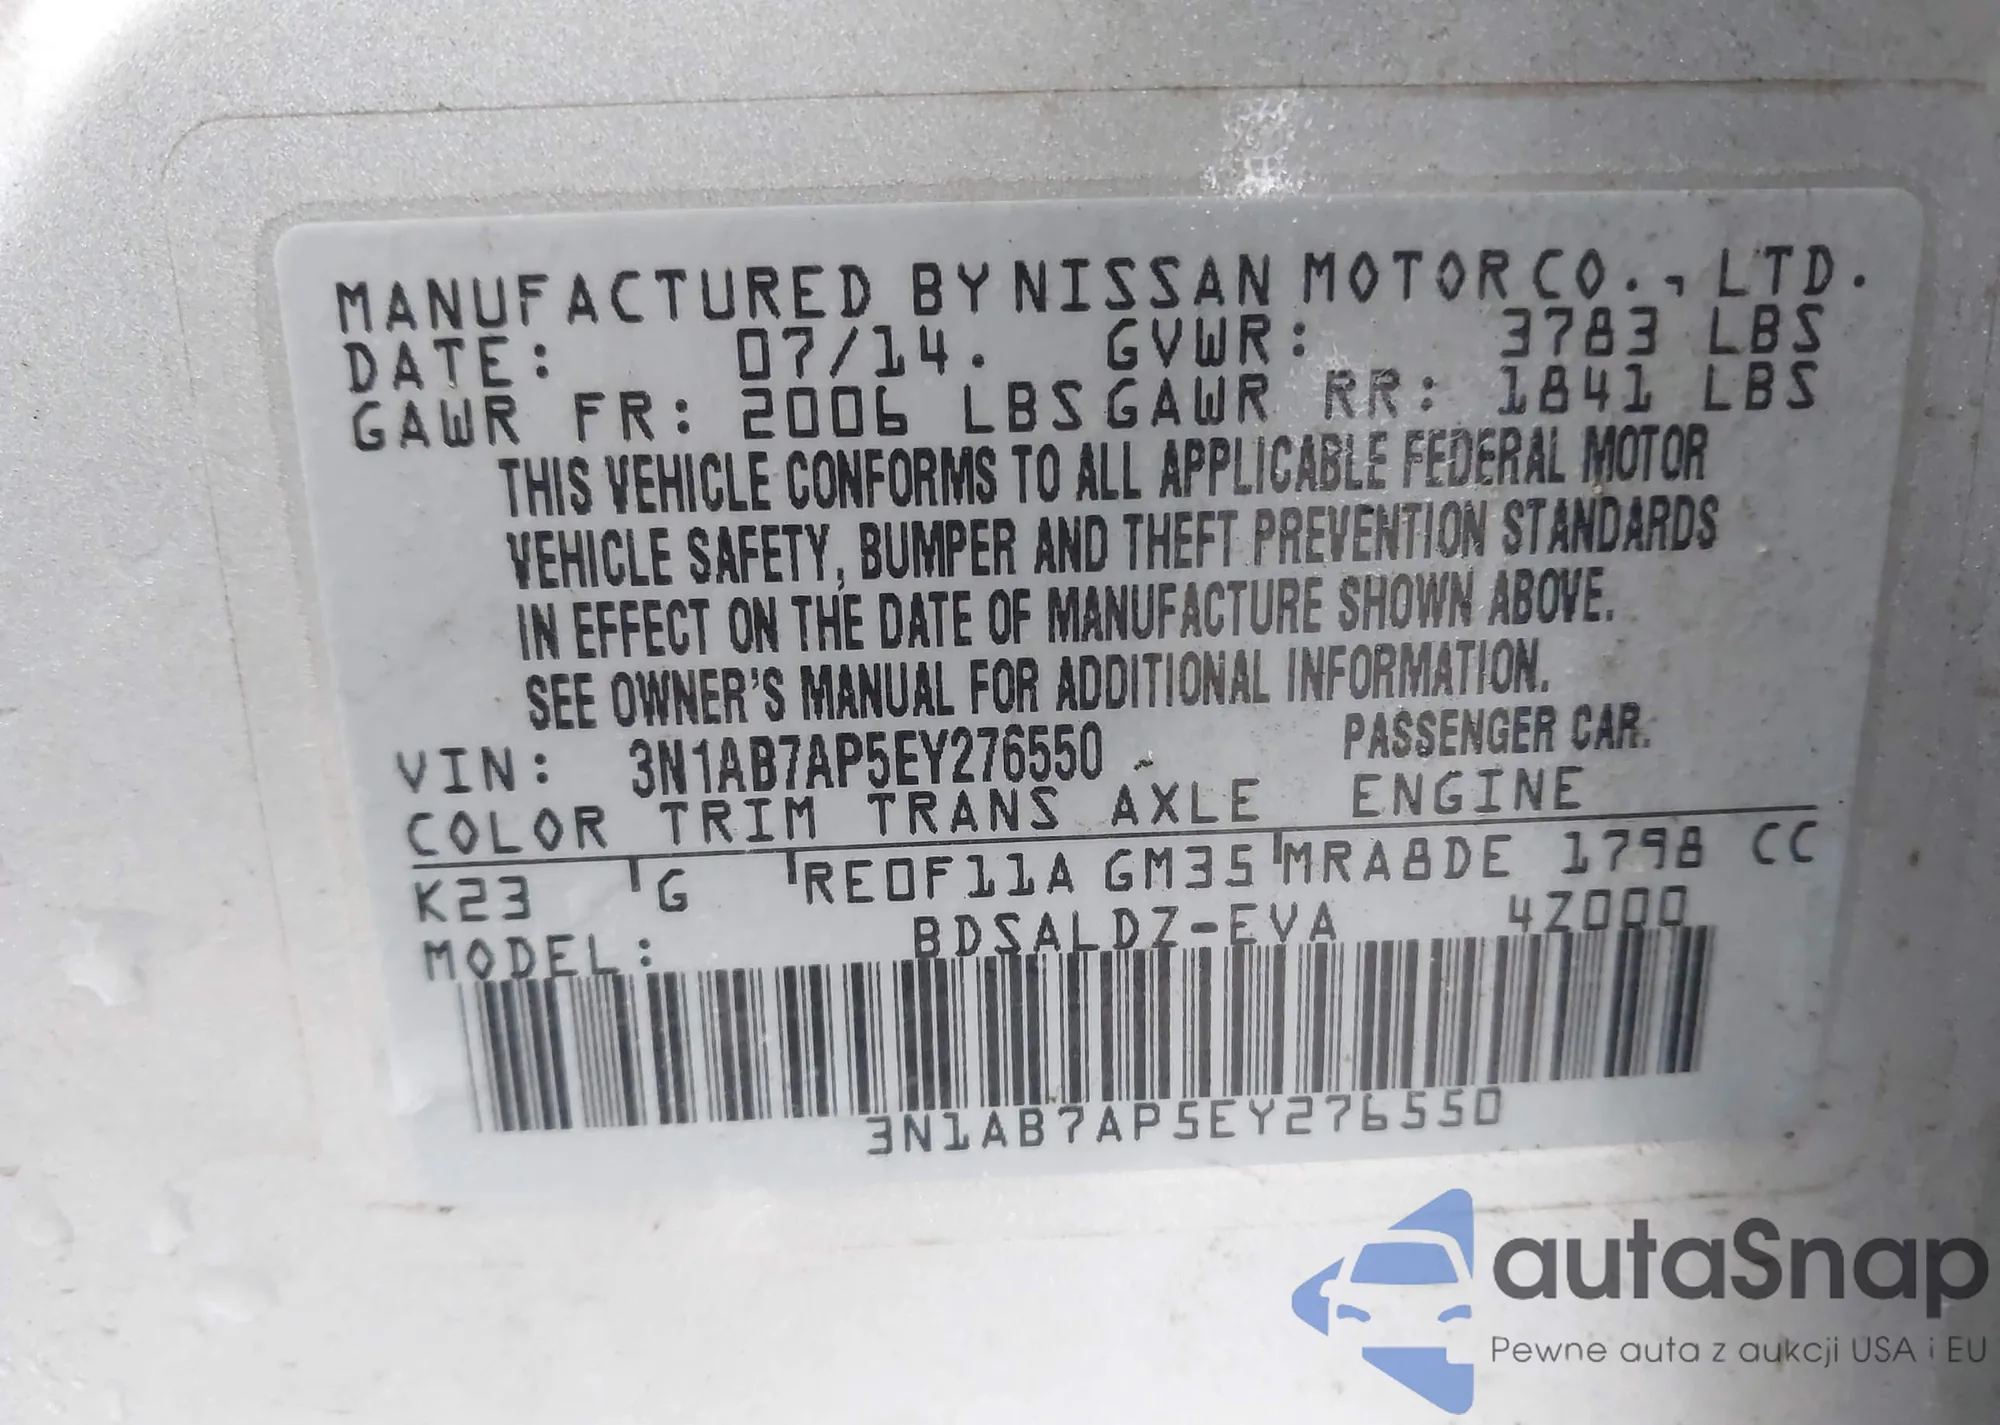 MANUFACTURED BY NISSAN MOTOR CO., LTD.
DATE: 07/14. GVWR: 3783 LBS
GAWR FR: 2006 LBS GAWR RR: 1841 LBS
THIS VEHICLE CONFORMS TO ALL APPLICABLE FEDERAL MOTOR
VEHICLE SAFETY, BUMPER AND THEFT PREVENTION STANDARDS
IN EFFECT ON THE DATE OF MANUFACTURE SHOWN ABOVE.
SEE OWNER'S MANUAL FOR ADDITIONAL INFORMATION.
VIN: 3N1AB7AP5EY276550 PASSENGER CAR.
COLOR TRIM TRANS AXLE ENGINE
K23 G RE0F11A GM35 MRA8DE 1798 CC
MODEL: BDSALDZ-EVA 4Z000
3N1AB7AP5EY276550
autaSnap
Pewne auta z aukcji USA i EU